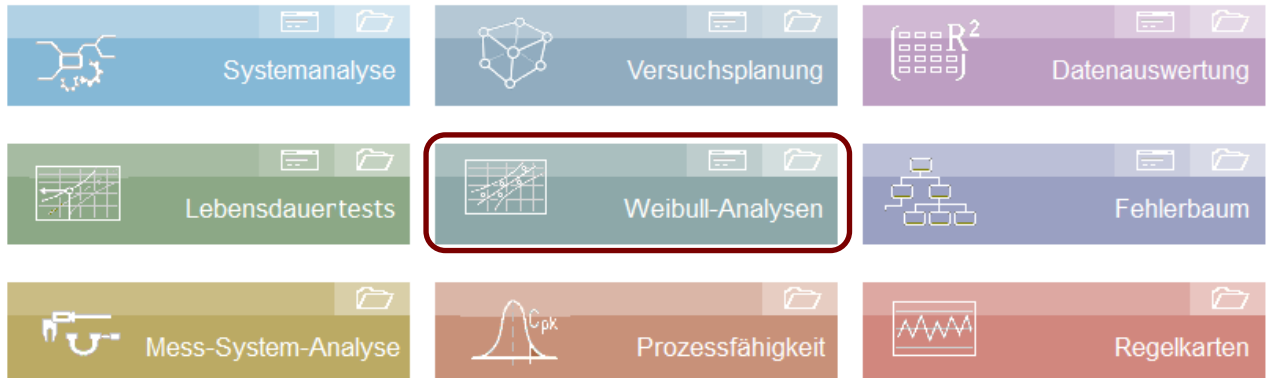 Systemanalyse
Versuchsplanung
R²
Datenauswertung
Lebensdauertests
Weibull-Analysen
Fehlerbaum
Mess-System-Analyse
Cpk
Prozessfähigkeit
Regelkarten